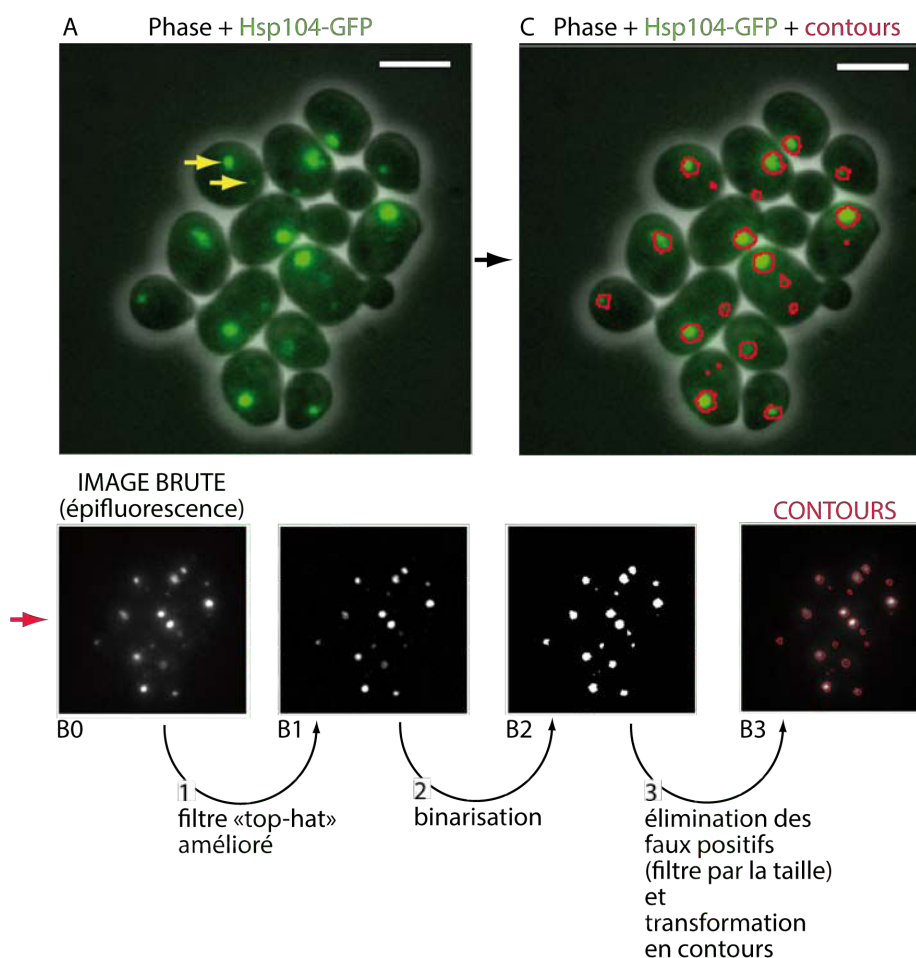 A
Phase + Hsp104-GFP
C
Phase + Hsp104-GFP + contours
IMAGE BRUTE
(épifluorescence)
CONTOURS
B0
B1
B2
B3
1
filtre «top-hat»
amélioré
2
binarisation
3
élimination des
faux positifs
(filtre par la taille)
et
transformation
en contours